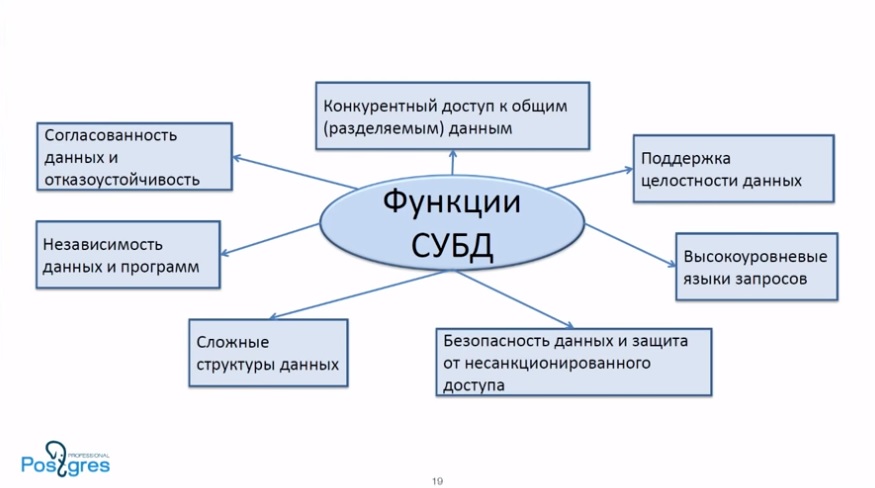 Конкурентный доступ к общим
(разделяемым) данным
Согласованность
данных и
отказоустойчивость
Поддержка
целостности данных
Функции
СУБД
Независимость
данных и программ
Высокоуровневые
языки запросов
Сложные
структуры данных
Безопасность данных и защита
от несанкционированного
доступа
PROFESSIONAL
Postgres
19